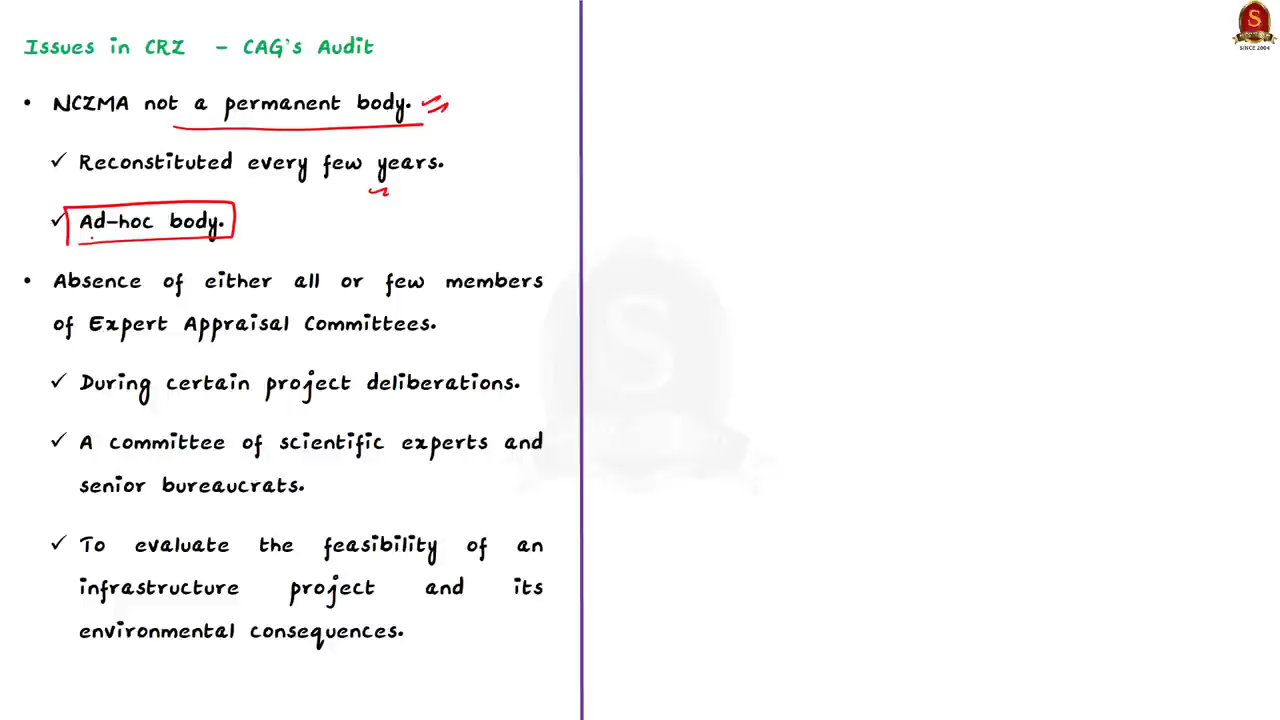 Issues in CRZ - CAG's Audit
• NCZMA not a permanent body.
✓ Reconstituted every few years.
✓ Ad-hoc body.
• Absence of either all or few members
of Expert Appraisal Committees.
✓ During certain project deliberations.
✓ A committee of scientific experts and
senior bureaucrats.
✓ To evaluate the feasibility of an
infrastructure project and its
environmental consequences.
S
SINCE 2004
S